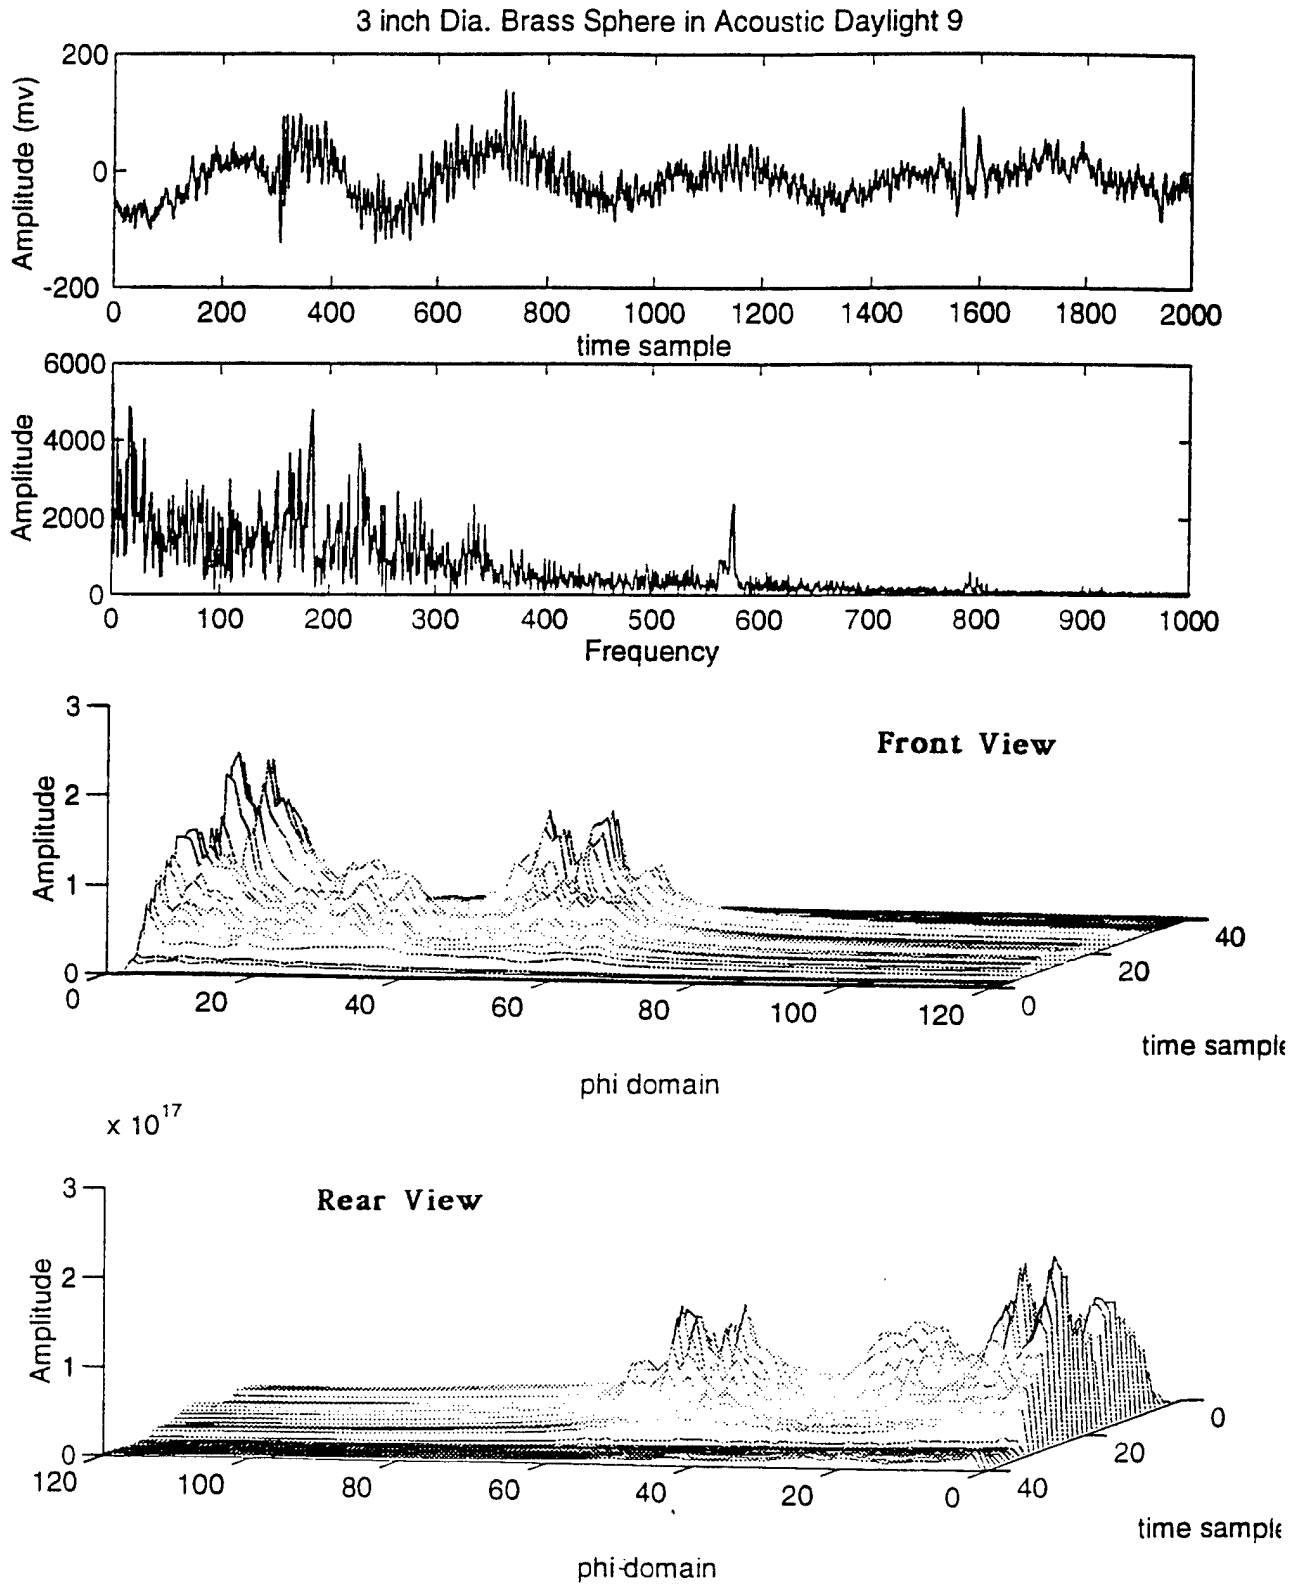 3 inch Dia. Brass Sphere in Acoustic Daylight 9
200
0
-200
Amplitude (mv)
0 200 400 600 800 1000 1200 1400 1600 1800 2000
time sample
6000
4000
2000
0
Amplitude
0 100 200 300 400 500 600 700 800 900 1000
Frequency
3
2
1
0
Amplitude
Front View
0 20 40 60 80 100 120
0 20 40
time sample
phi domain
x 10^17
3
2
1
0
Amplitude
Rear View
120 100 80 60 40 20 0
40 20 0
time sample
phi-domain